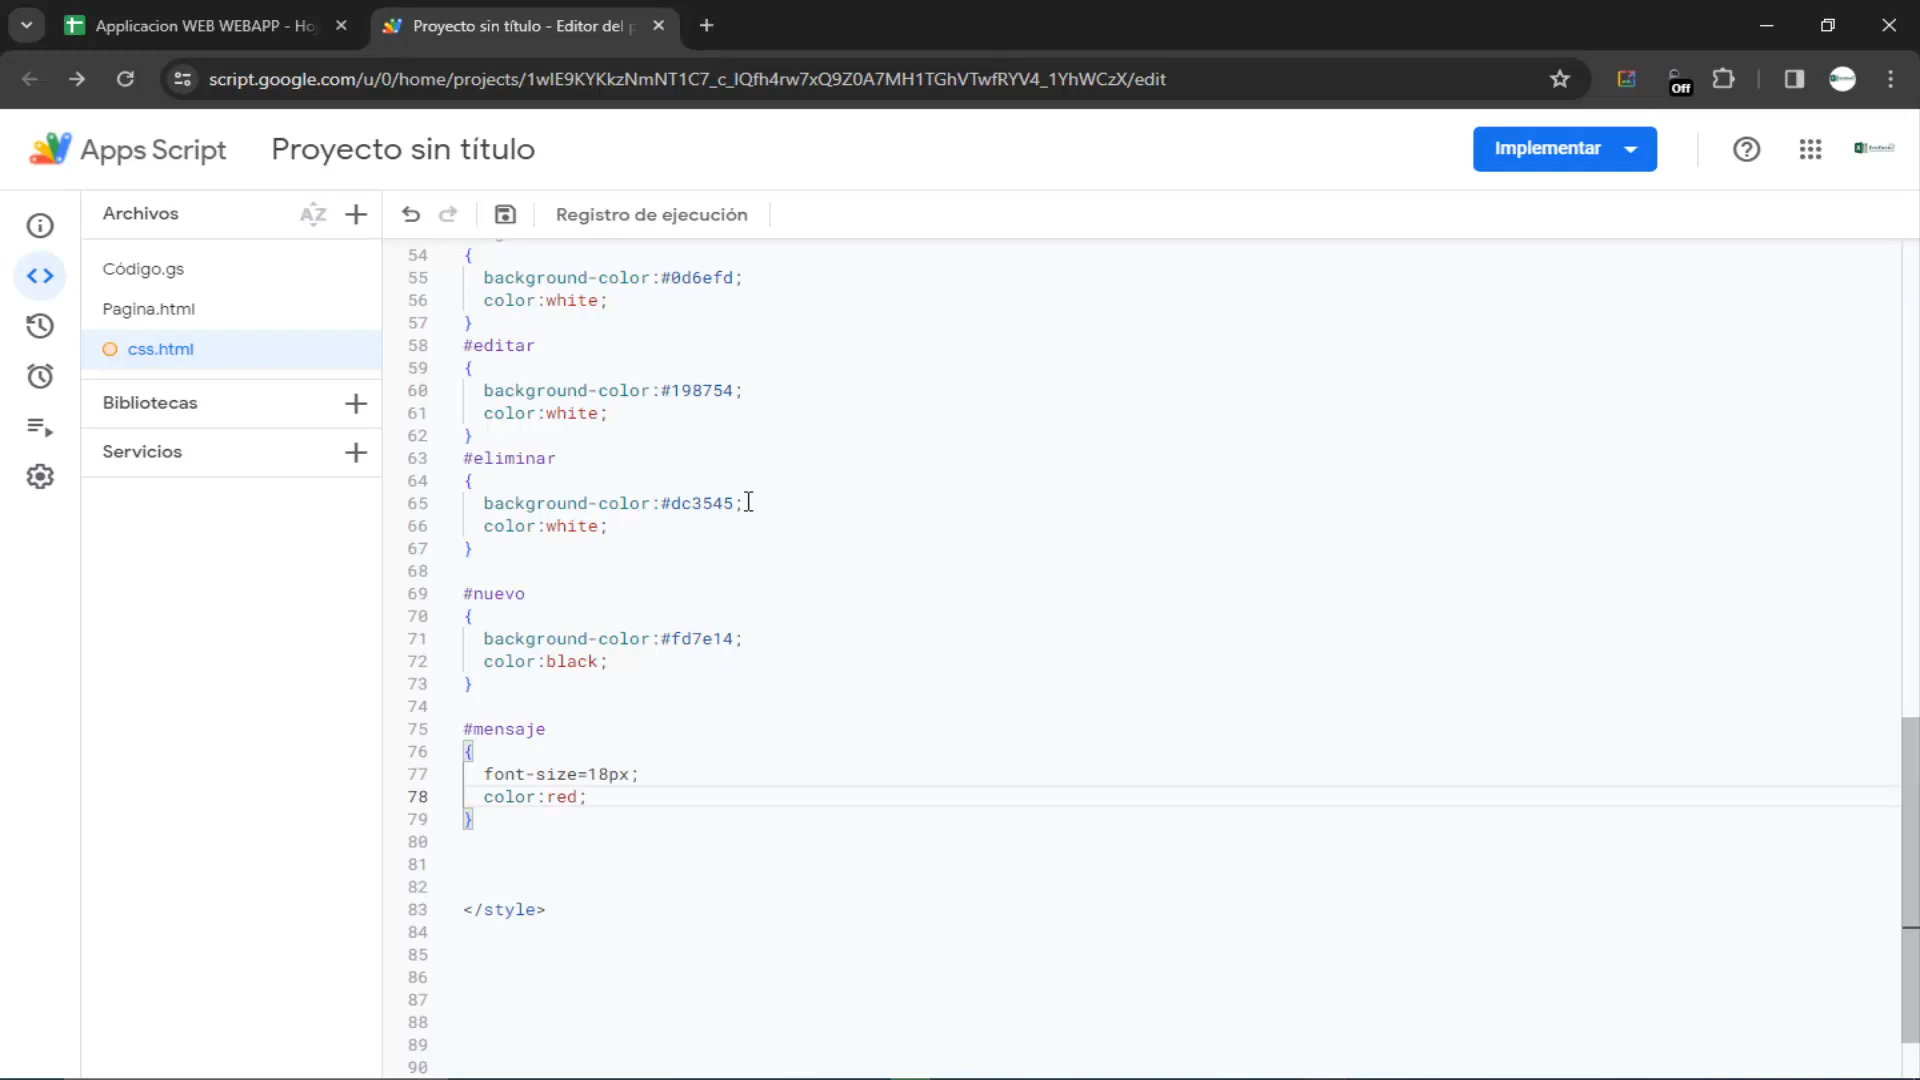 Applicacion WEB WEBAPP - Ho
Proyecto sin título - Editor del p
script.google.com/u/0/home/projects/1wIE9KYKkzNmNT1C7_c_IQfh4rw7xQ9Z0A7MH1TGhVTwfRYV4_1YhWCzX/edit
Off
Apps Script
Proyecto sin título
Implementar
Archivos
AZ
Registro de ejecución
Código.gs
Pagina.html
css.html
Bibliotecas
Servicios
54 {
55 background-color:#0d6efd;
56 color:white;
57 }
58 #editar
59 {
60 background-color:#198754;
61 color:white;
62 }
63 #eliminar
64 {
65 background-color:#dc3545;
66 color:white;
67 }
68
69 #nuevo
70 {
71 background-color:#fd7e14;
72 color:black;
73 }
74
75 #mensaje
76 {
77 font-size=18px;
78 color:red;
79 }
80
81
82
83 </style>
84
85
86
87
88
89
90